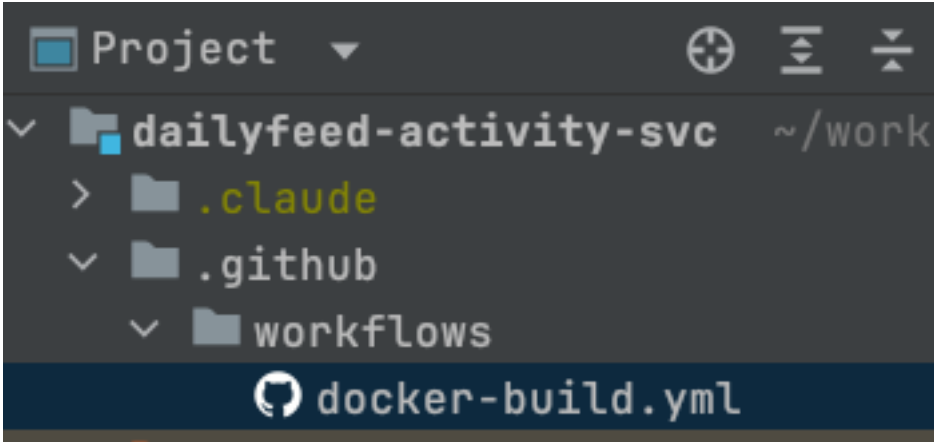 Project
dailyfeed-activity-svc ~/work
.claude
.github
workflows
docker-build.yml